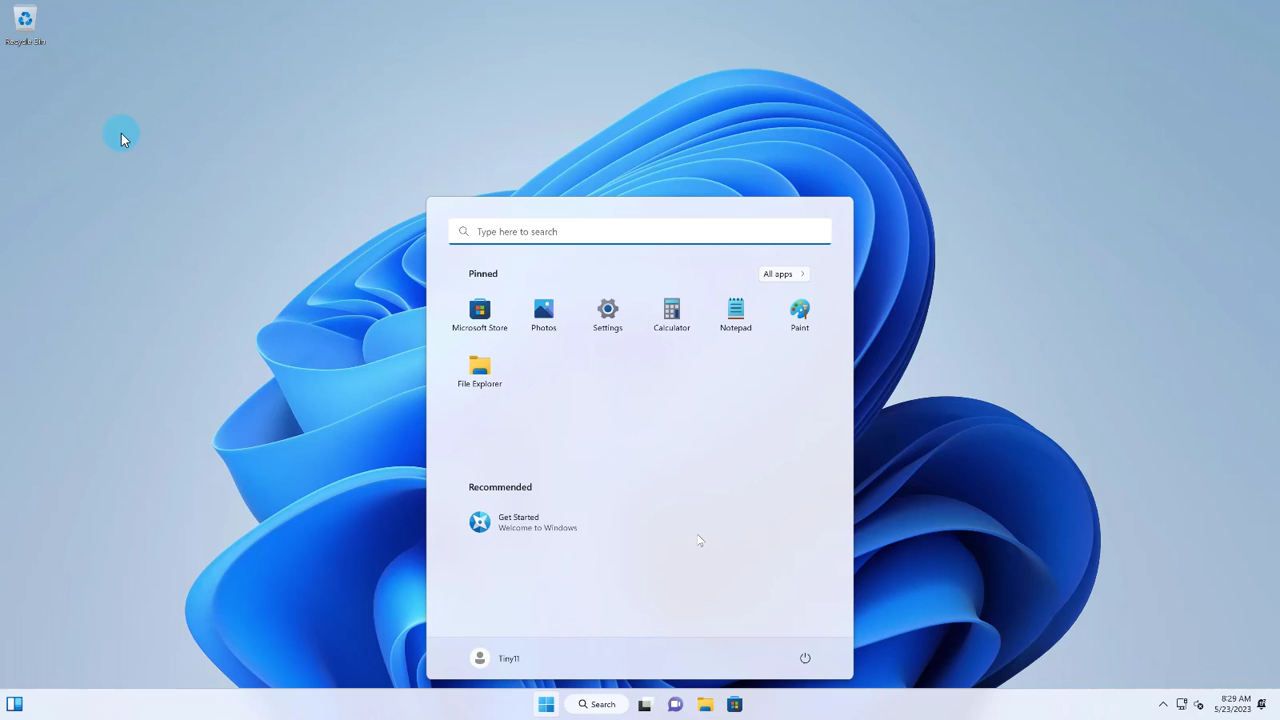 Recycle Bin
Type here to search
Pinned
All apps
Microsoft Store
Photos
Settings
Calculator
Notepad
Paint
File Explorer
Recommended
Get Started
Welcome to Windows
Tiny11
Search
8:29 AM
5/23/2023